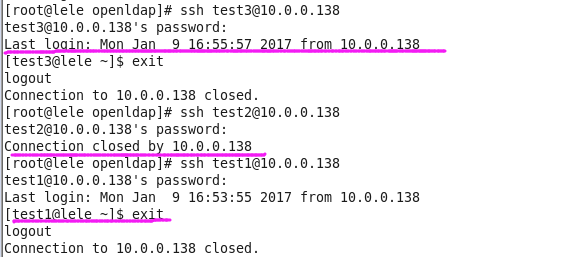 [root@lele openldap]# ssh test3@10.0.0.138
test3@10.0.0.138's password:
Last login: Mon Jan  9 16:55:57 2017 from 10.0.0.138
[test3@lele ~]$ exit
logout
Connection to 10.0.0.138 closed.
[root@lele openldap]# ssh test2@10.0.0.138
test2@10.0.0.138's password:
Connection closed by 10.0.0.138
[root@lele openldap]# ssh test1@10.0.0.138
test1@10.0.0.138's password:
Last login: Mon Jan  9 16:53:55 2017 from 10.0.0.138
[test1@lele ~]$ exit
logout
Connection to 10.0.0.138 closed.